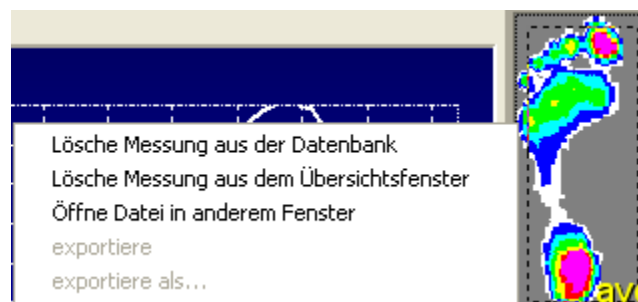 Lösche Messung aus der Datenbank
Lösche Messung aus dem Übersichtsfenster
Öffne Datei in anderem Fenster
exportiere
exportiere als...